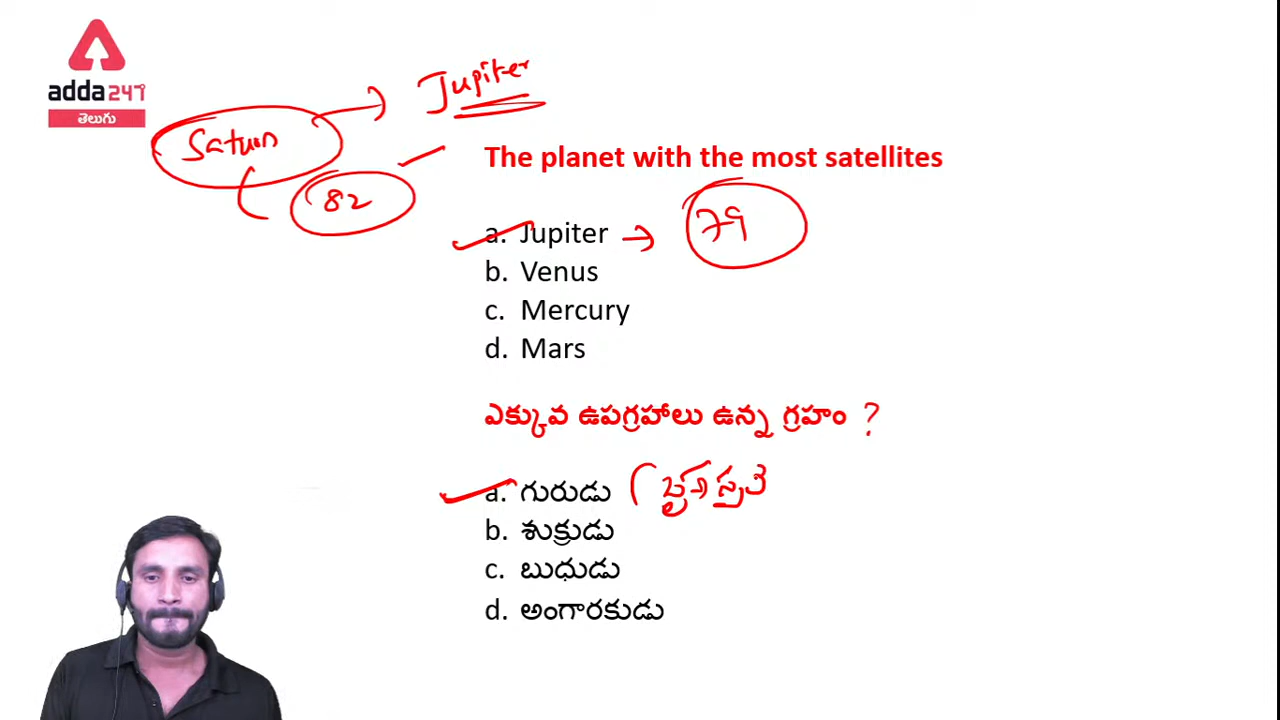 adda247
తెలుగు
Saturn → Jupiter
82
The planet with the most satellites
a. Jupiter → 79
b. Venus
c. Mercury
d. Mars
ఎక్కువ ఉపగ్రహాలు ఉన్న గ్రహం ?
a. గురుడు (బృహస్పతి
b. శుక్రుడు
c. బుధుడు
d. అంగారకుడు